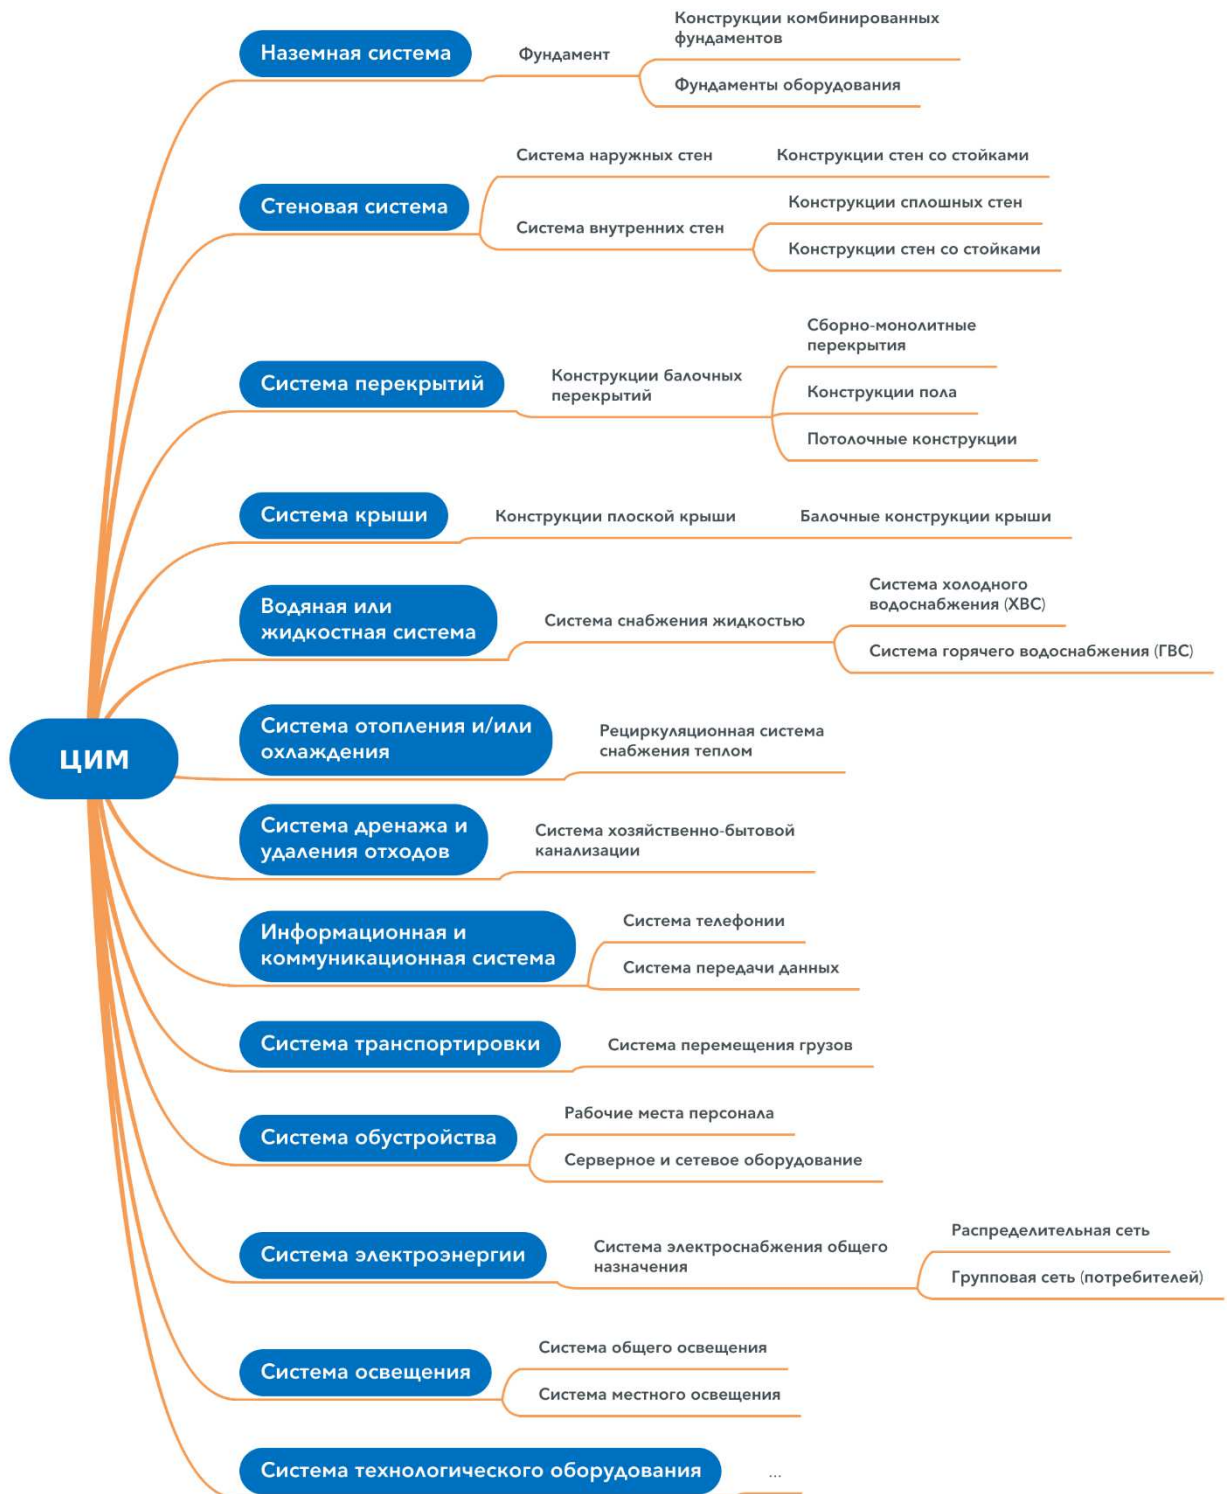 ЦИМ
Наземная система
Фундамент
Конструкции комбинированных
фундаментов
Фундаменты оборудования
Стеновая система
Система наружных стен
Конструкции стен со стойками
Система внутренних стен
Конструкции сплошных стен
Конструкции стен со стойками
Система перекрытий
Конструкции балочных
перекрытий
Сборно-монолитные
перекрытия
Конструкции пола
Потолочные конструкции
Система крыши
Конструкции плоской крыши
Балочные конструкции крыши
Водяная или
жидкостная система
Система снабжения жидкостью
Система холодного
водоснабжения (ХВС)
Система горячего водоснабжения (ГВС)
Система отопления и/или
охлаждения
Рециркуляционная система
снабжения теплом
Система дренажа и
удаления отходов
Система хозяйственно-бытовой
канализации
Информационная и
коммуникационная система
Система телефонии
Система передачи данных
Система транспортировки
Система перемещения грузов
Система обустройства
Рабочие места персонала
Серверное и сетевое оборудование
Система электроэнергии
Система электроснабжения общего
назначения
Распределительная сеть
Групповая сеть (потребителей)
Система освещения
Система общего освещения
Система местного освещения
Система технологического оборудования
...